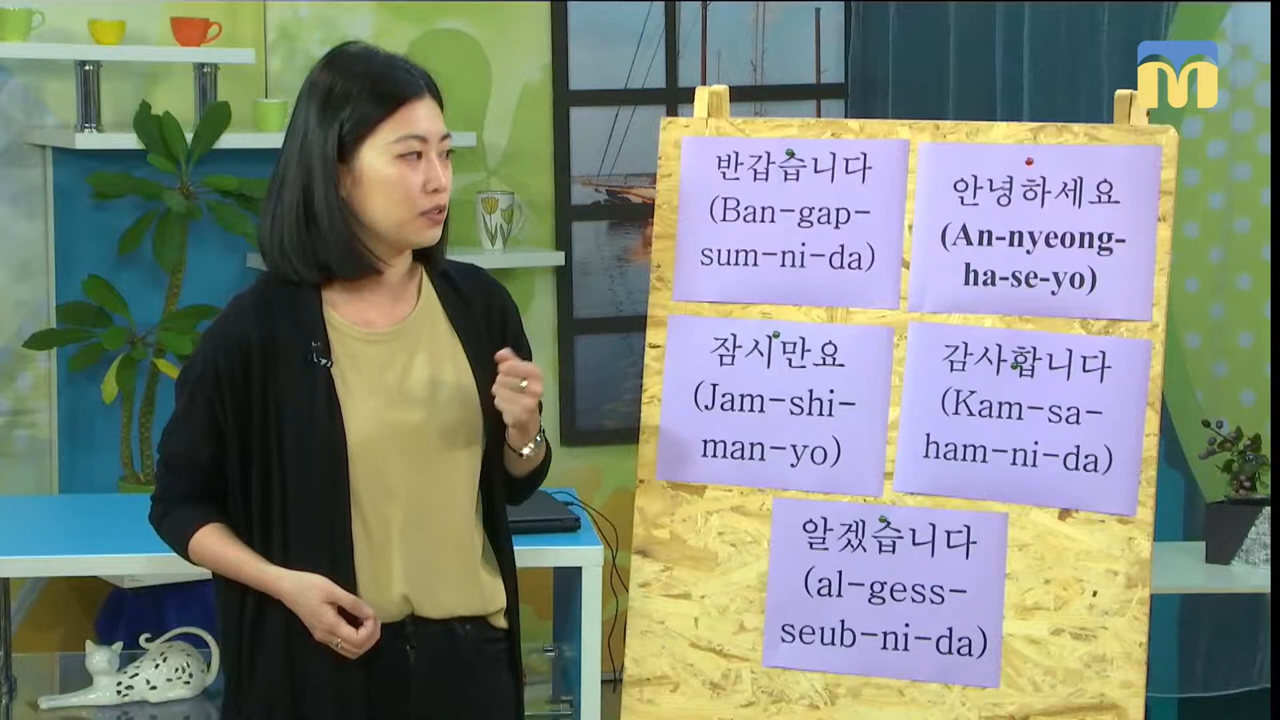 반갑습니다
(Ban-gap-
sum-ni-da)
안녕하세요
(An-nyeong-
ha-se-yo)
잠시만요
(Jam-shi-
man-yo)
감사합니다
(Kam-sa-
ham-ni-da)
알겠습니다
(al-gess-
seub-ni-da)